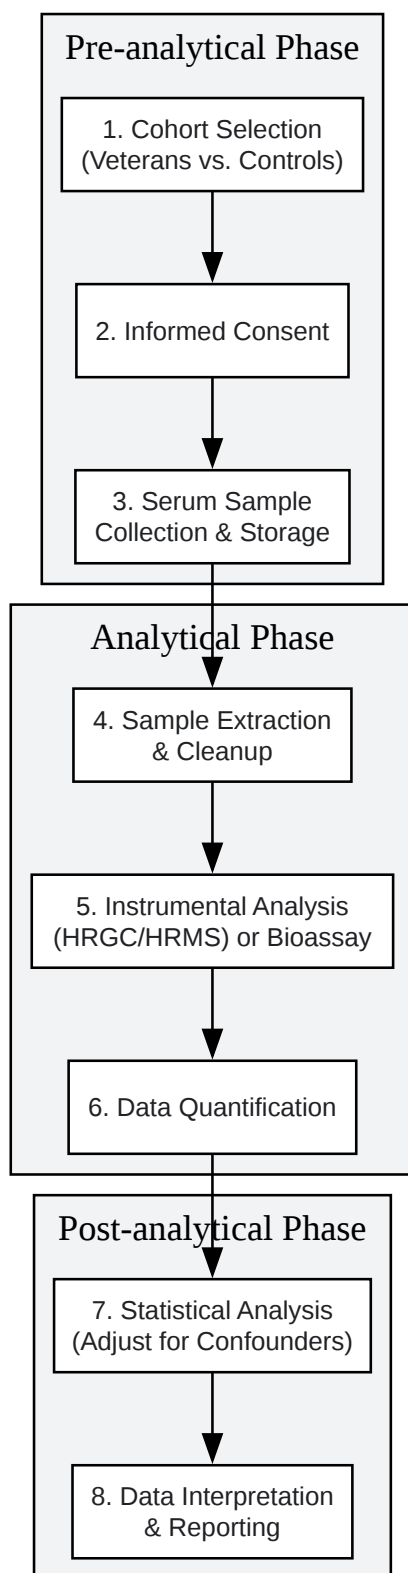 Pre-analytical Phase
1. Cohort Selection
(Veterans vs. Controls)
2. Informed Consent
3. Serum Sample
Collection & Storage
Analytical Phase
4. Sample Extraction
& Cleanup
5. Instrumental Analysis
(HRGC/HRMS) or Bioassay
6. Data Quantification
Post-analytical Phase
7. Statistical Analysis
(Adjust for Confounders)
8. Data Interpretation
& Reporting